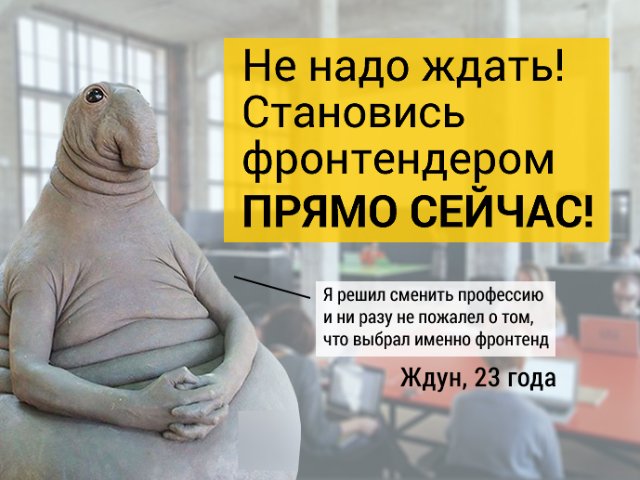 Не надо ждать!
Становись
фронтендером
ПРЯМО СЕЙЧАС!
Я решил сменить профессию
и ни разу не пожалел о том,
что выбрал именно фронтенд
Ждун, 23 года